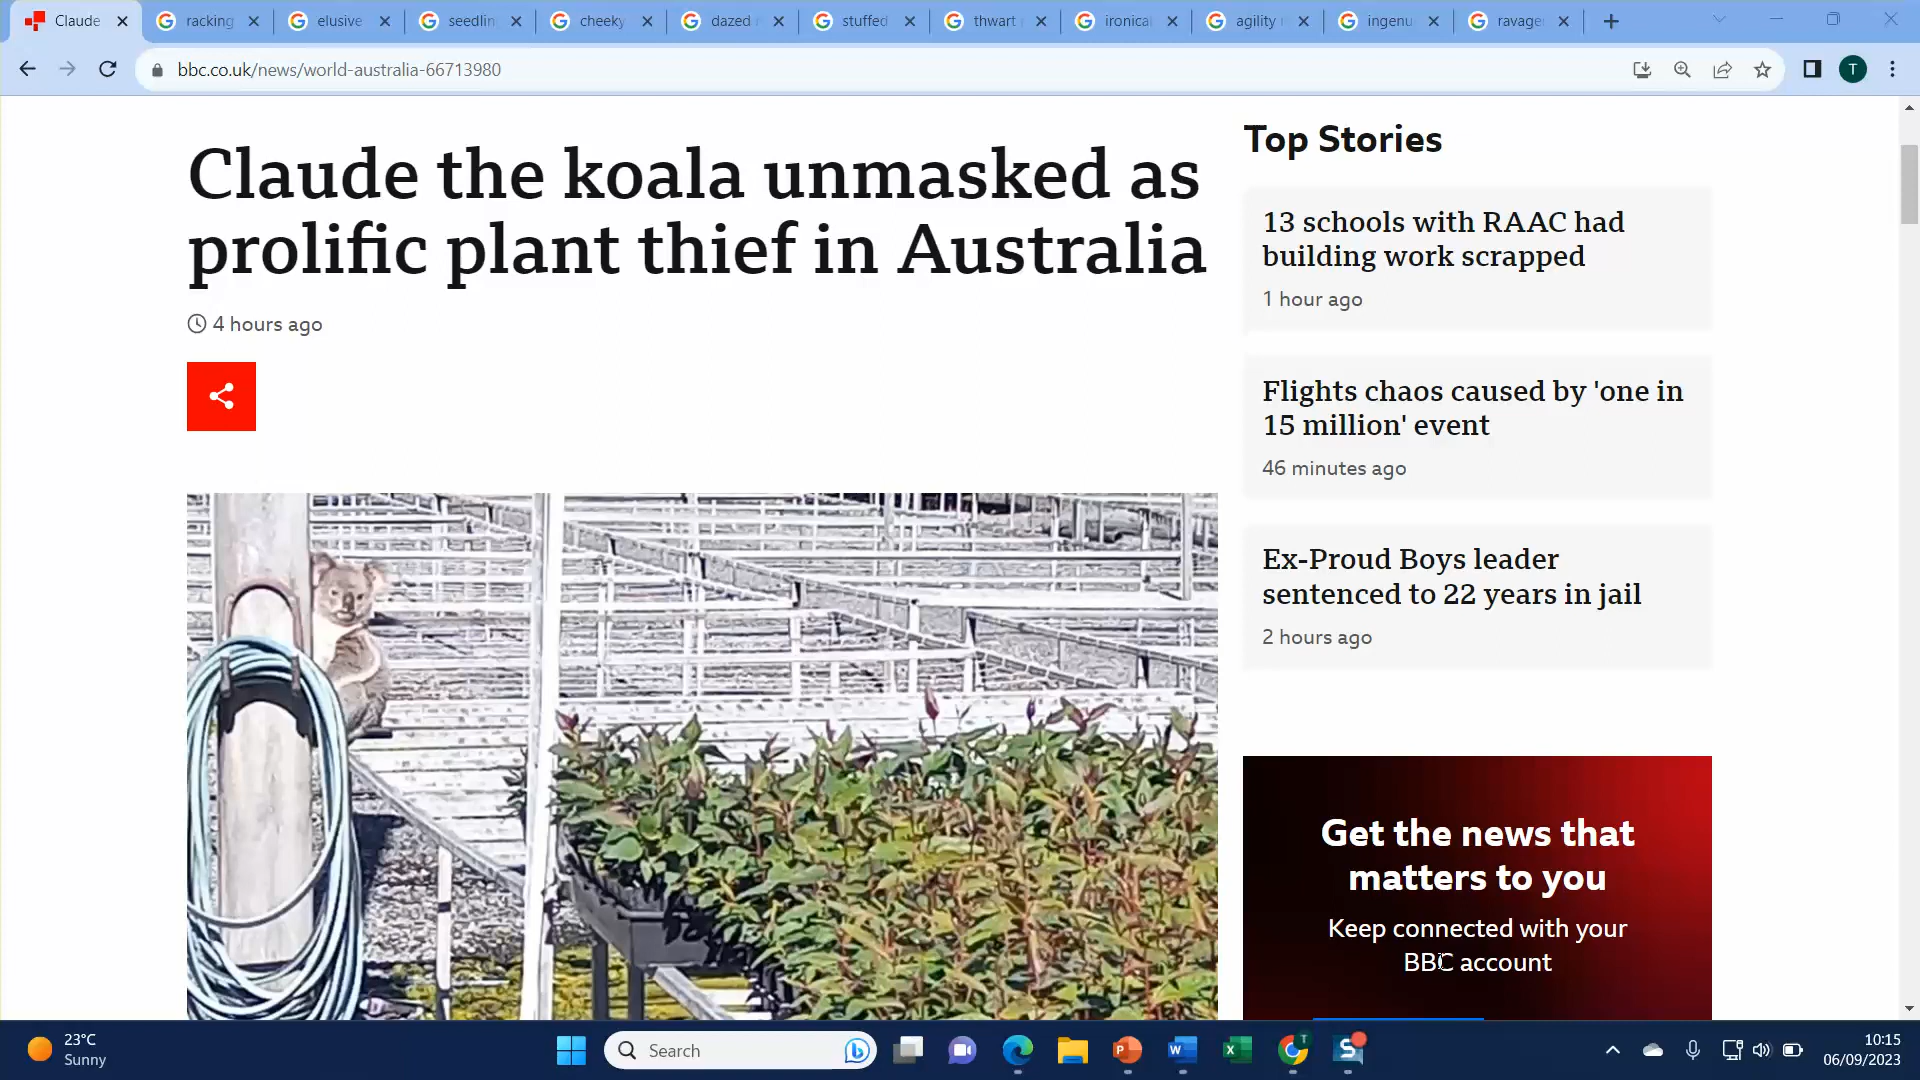 Claude
racking
elusive
seedlin
cheeky
dazed
stuffed
thwart
ironical
agility
ingenu
ravage
bbc.co.uk/news/world-australia-66713980
T
Claude the koala unmasked as
prolific plant thief in Australia
4 hours ago
Top Stories
13 schools with RAAC had
building work scrapped
1 hour ago
Flights chaos caused by 'one in
15 million' event
46 minutes ago
Ex-Proud Boys leader
sentenced to 22 years in jail
2 hours ago
Get the news that
matters to you
Keep connected with your
BBC account
23°C
Sunny
Search
10:15
06/09/2023